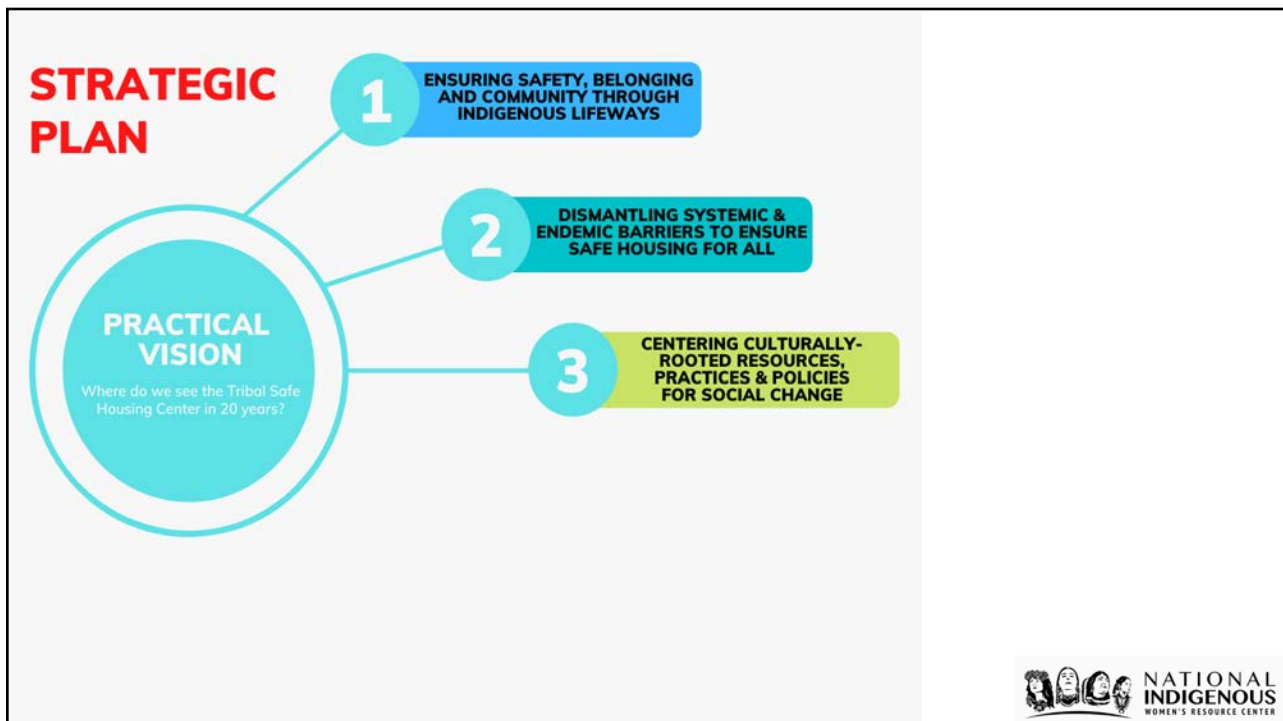 STRATEGIC
PLAN
1
ENSURING SAFETY, BELONGING
AND COMMUNITY THROUGH
INDIGENOUS LIFEWAYS
2
DISMANTLING SYSTEMIC &
ENDEMIC BARRIERS TO ENSURE
SAFE HOUSING FOR ALL
PRACTICAL
VISION
Where do we see the Tribal Safe
Housing Center in 20 years?
3
CENTERING CULTURALLY-
ROOTED RESOURCES,
PRACTICES & POLICIES
FOR SOCIAL CHANGE
NATIONAL
INDIGENOUS
WOMEN'S RESOURCE CENTER